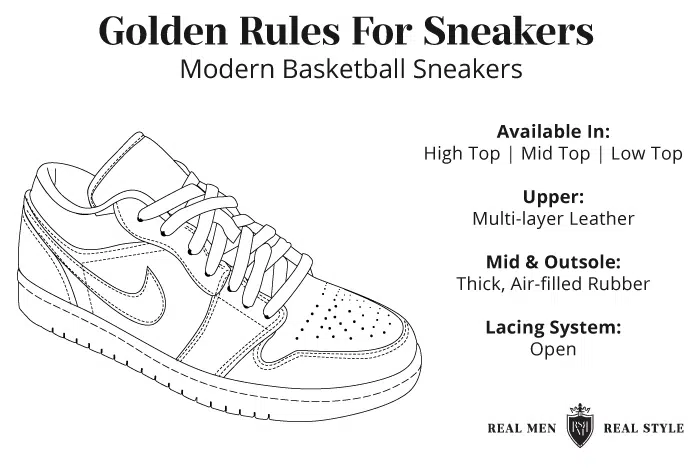 Golden Rules For Sneakers
Modern Basketball Sneakers
Available In:
High Top | Mid Top | Low Top
Upper:
Multi-layer Leather
Mid & Outsole:
Thick, Air-filled Rubber
Lacing System:
Open
REAL MEN REAL STYLE